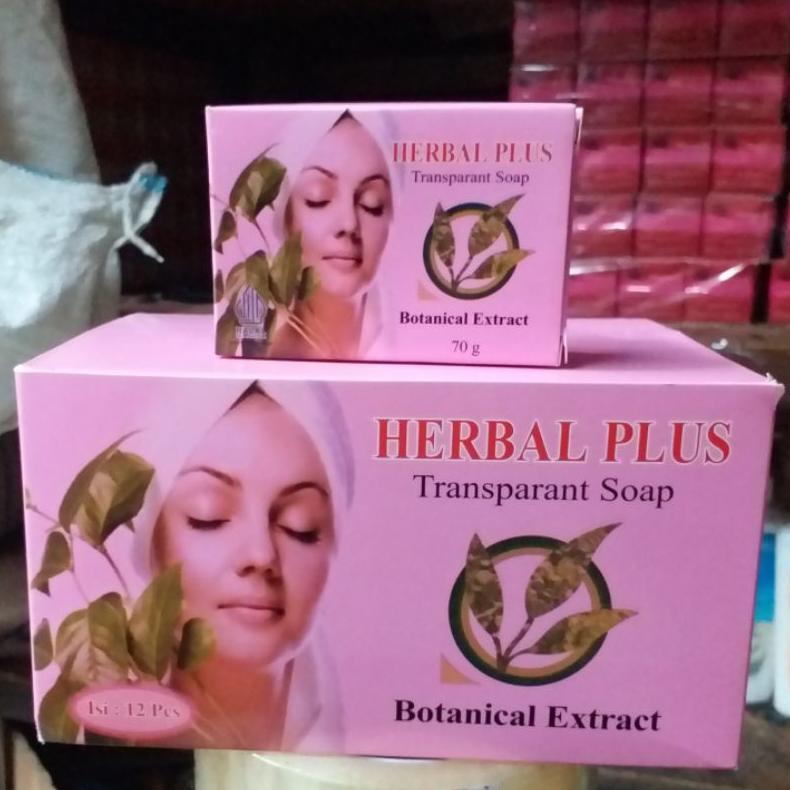 HERBAL PLUS
Transparant Soap
Botanical Extract
70 g
HERBAL PLUS
Transparant Soap
Botanical Extract
Isi : 12 Pcs